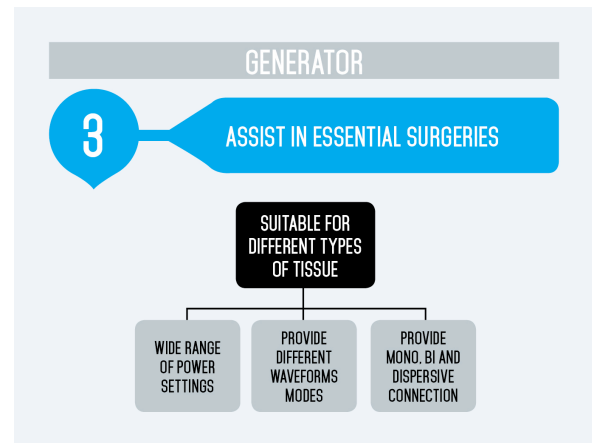 GENERATOR
3
ASSIST IN ESSENTIAL SURGERIES
SUITABLE FOR
DIFFERENT TYPES
OF TISSUE
WIDE RANGE
OF POWER
SETTINGS
PROVIDE
DIFFERENT
WAVEFORMS
MODES
PROVIDE
MONO, BI AND
DISPERSIVE
CONNECTION